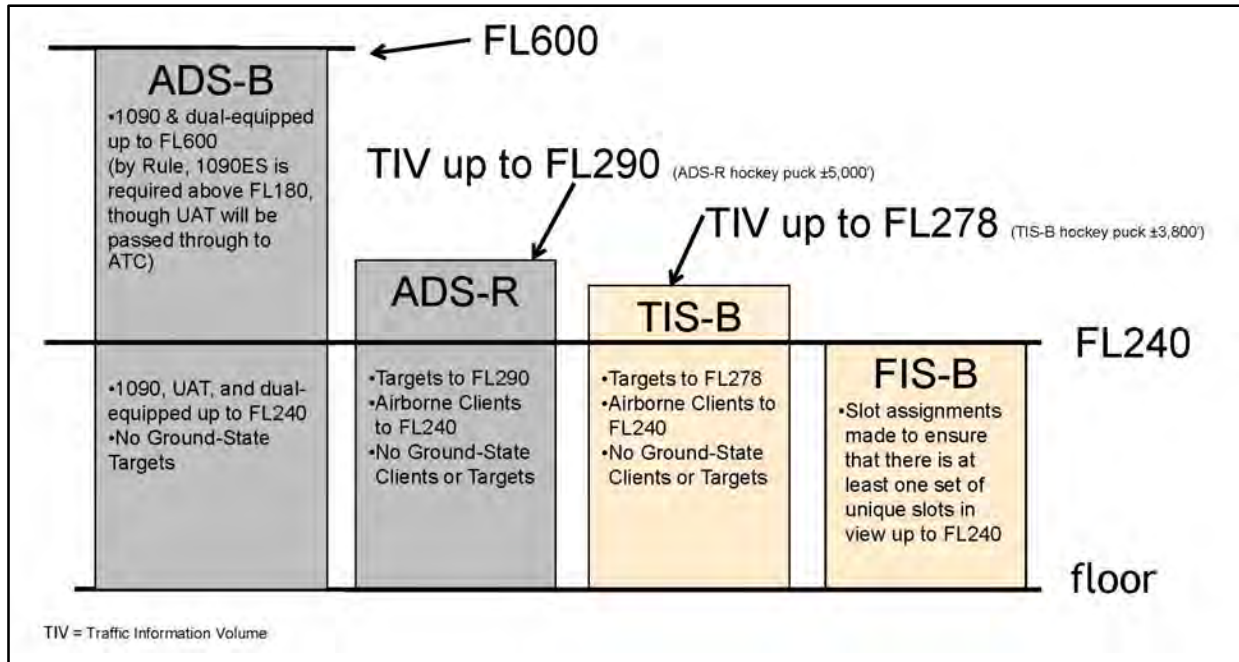 FL600
ADS-B
•1090 & dual-equipped
up to FL600
(by Rule, 1090ES is
required above FL180,
though UAT will be
passed through to
ATC)
TIV up to FL290 (ADS-R hockey puck ±5,000')
TIV up to FL278 (TIS-B hockey puck ±3,800')
ADS-R
TIS-B
FL240
•1090, UAT, and dual-
equipped up to FL240
•No Ground-State
Targets
•Targets to FL290
•Airborne Clients
to FL240
•No Ground-State
Clients or Targets
•Targets to FL278
•Airborne Clients to
FL240
•No Ground-State
Clients or Targets
FIS-B
•Slot assignments
made to ensure
that there is at
least one set of
unique slots in
view up to FL240
floor
TIV = Traffic Information Volume